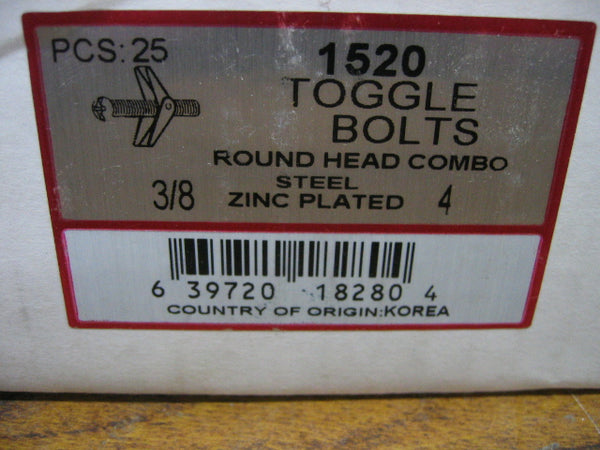 PCS: 25
1520
TOGGLE
BOLTS
ROUND HEAD COMBO
3/8
STEEL
ZINC PLATED
4
6 39720 18280 4
COUNTRY OF ORIGIN:KOREA